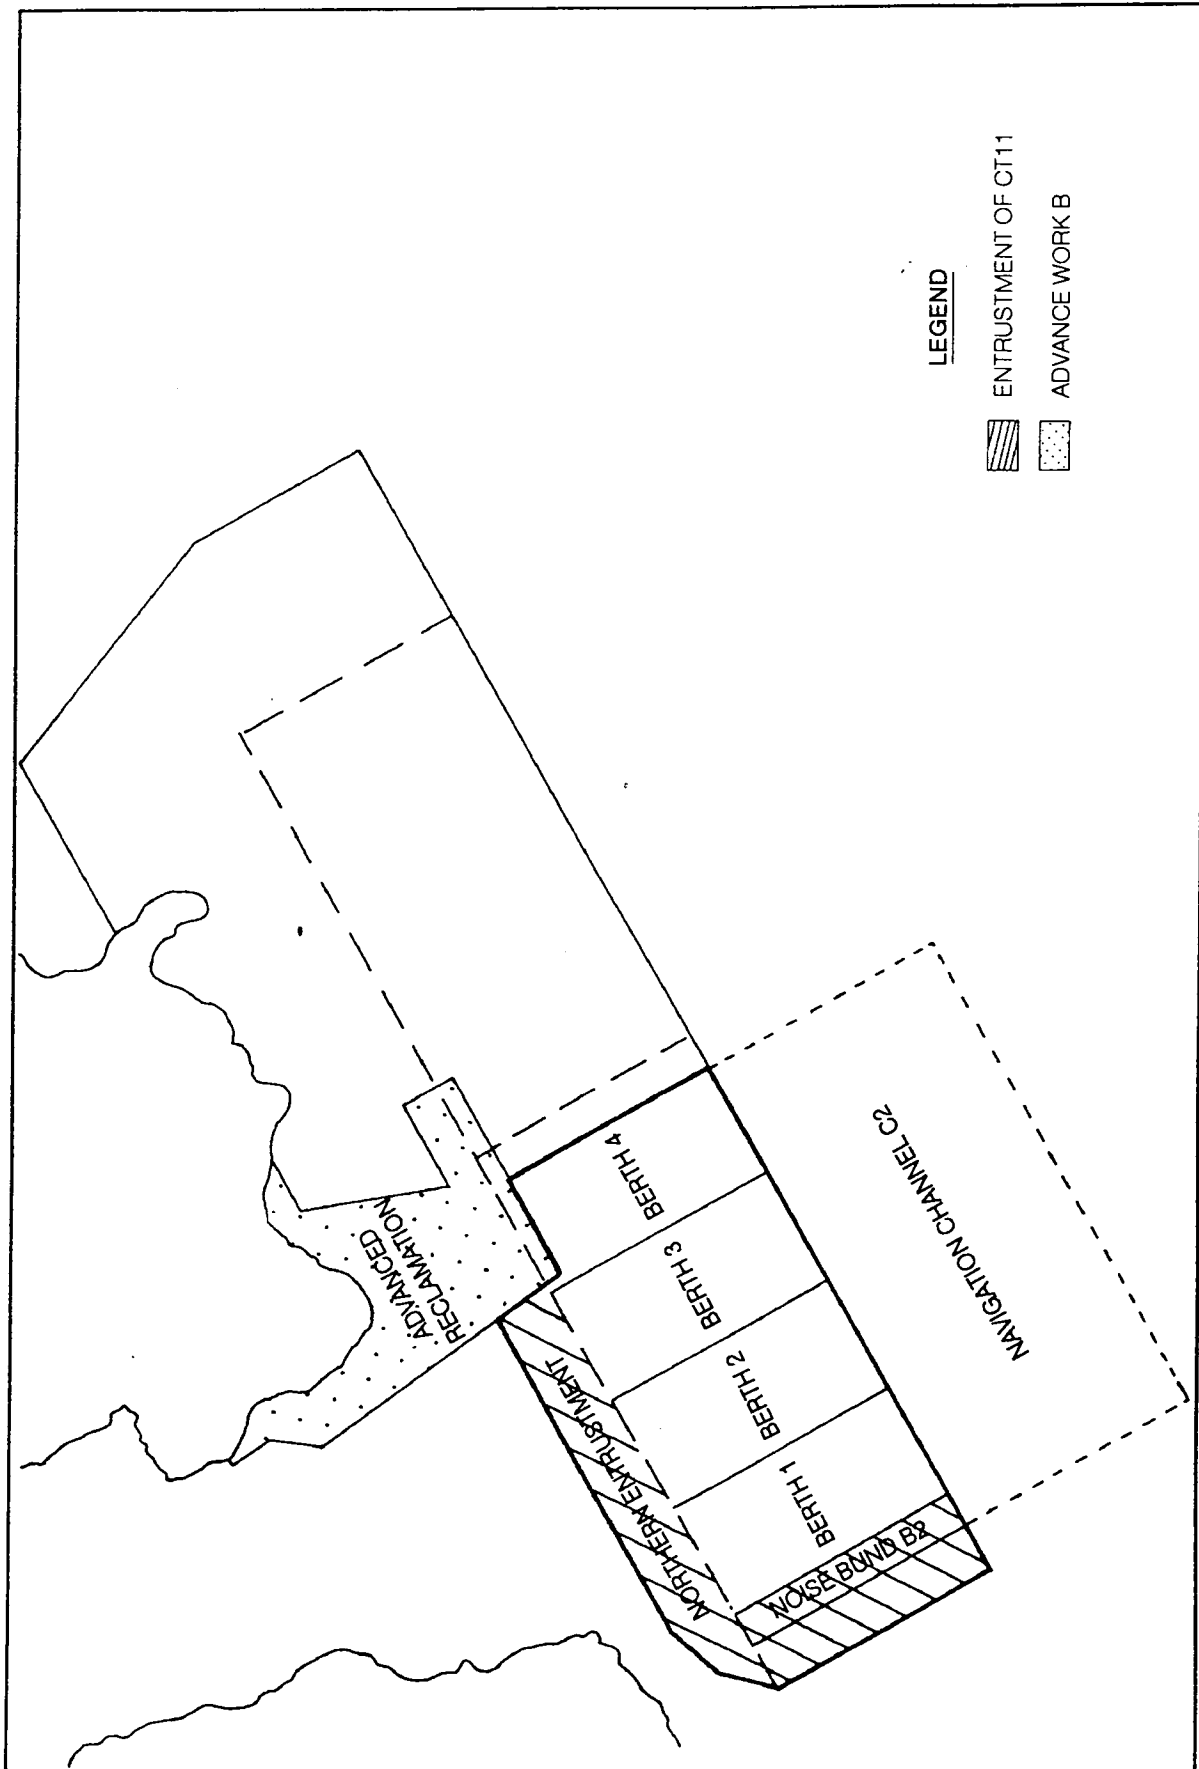 ADVANCED
RECLAMATION
NORTHERN ENTRUSTMENT
BERTH 4
BERTH 3
BERTH 2
BERTH 1
NOISE BUND B2
NAVIGATION CHANNEL C2
LEGEND
ENTRUSTMENT OF CT11
ADVANCE WORK B